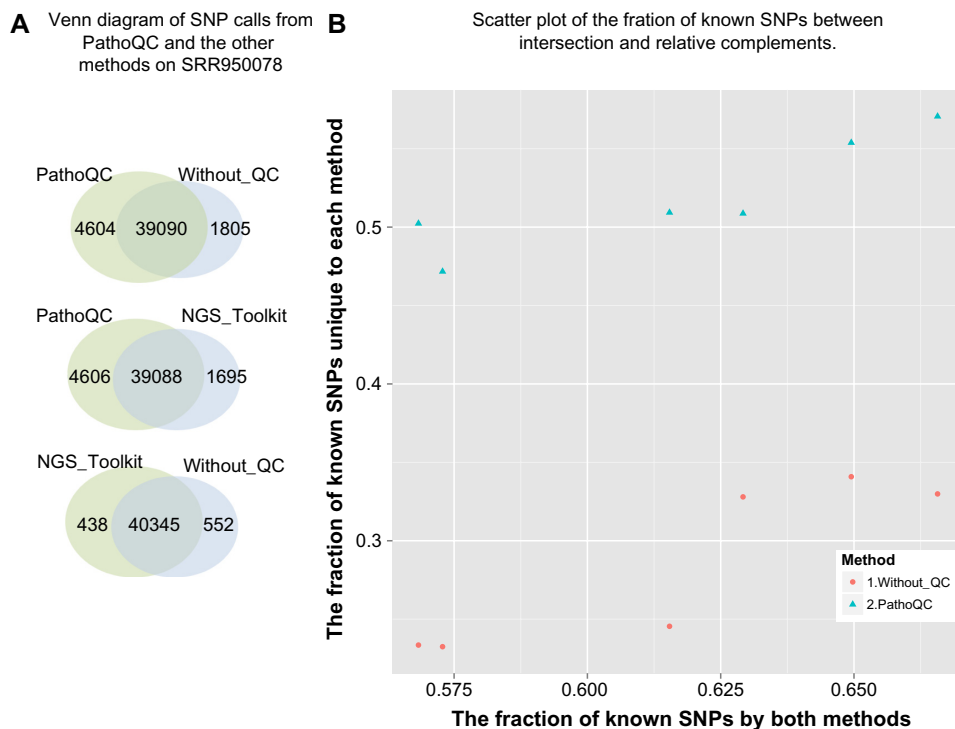 A
Venn diagram of SNP calls from
PathoQC and the other
methods on SRR950078
PathoQC
Without_QC
4604
39090
1805
PathoQC
NGS_Toolkit
4606
39088
1695
NGS_Toolkit
Without_QC
438
40345
552
B
Scatter plot of the fration of known SNPs between
intersection and relative complements.
The fraction of known SNPs unique to each method
0.5
0.4
0.3
Method
1.Without_QC
2.PathoQC
0.575
0.600
0.625
0.650
The fraction of known SNPs by both methods